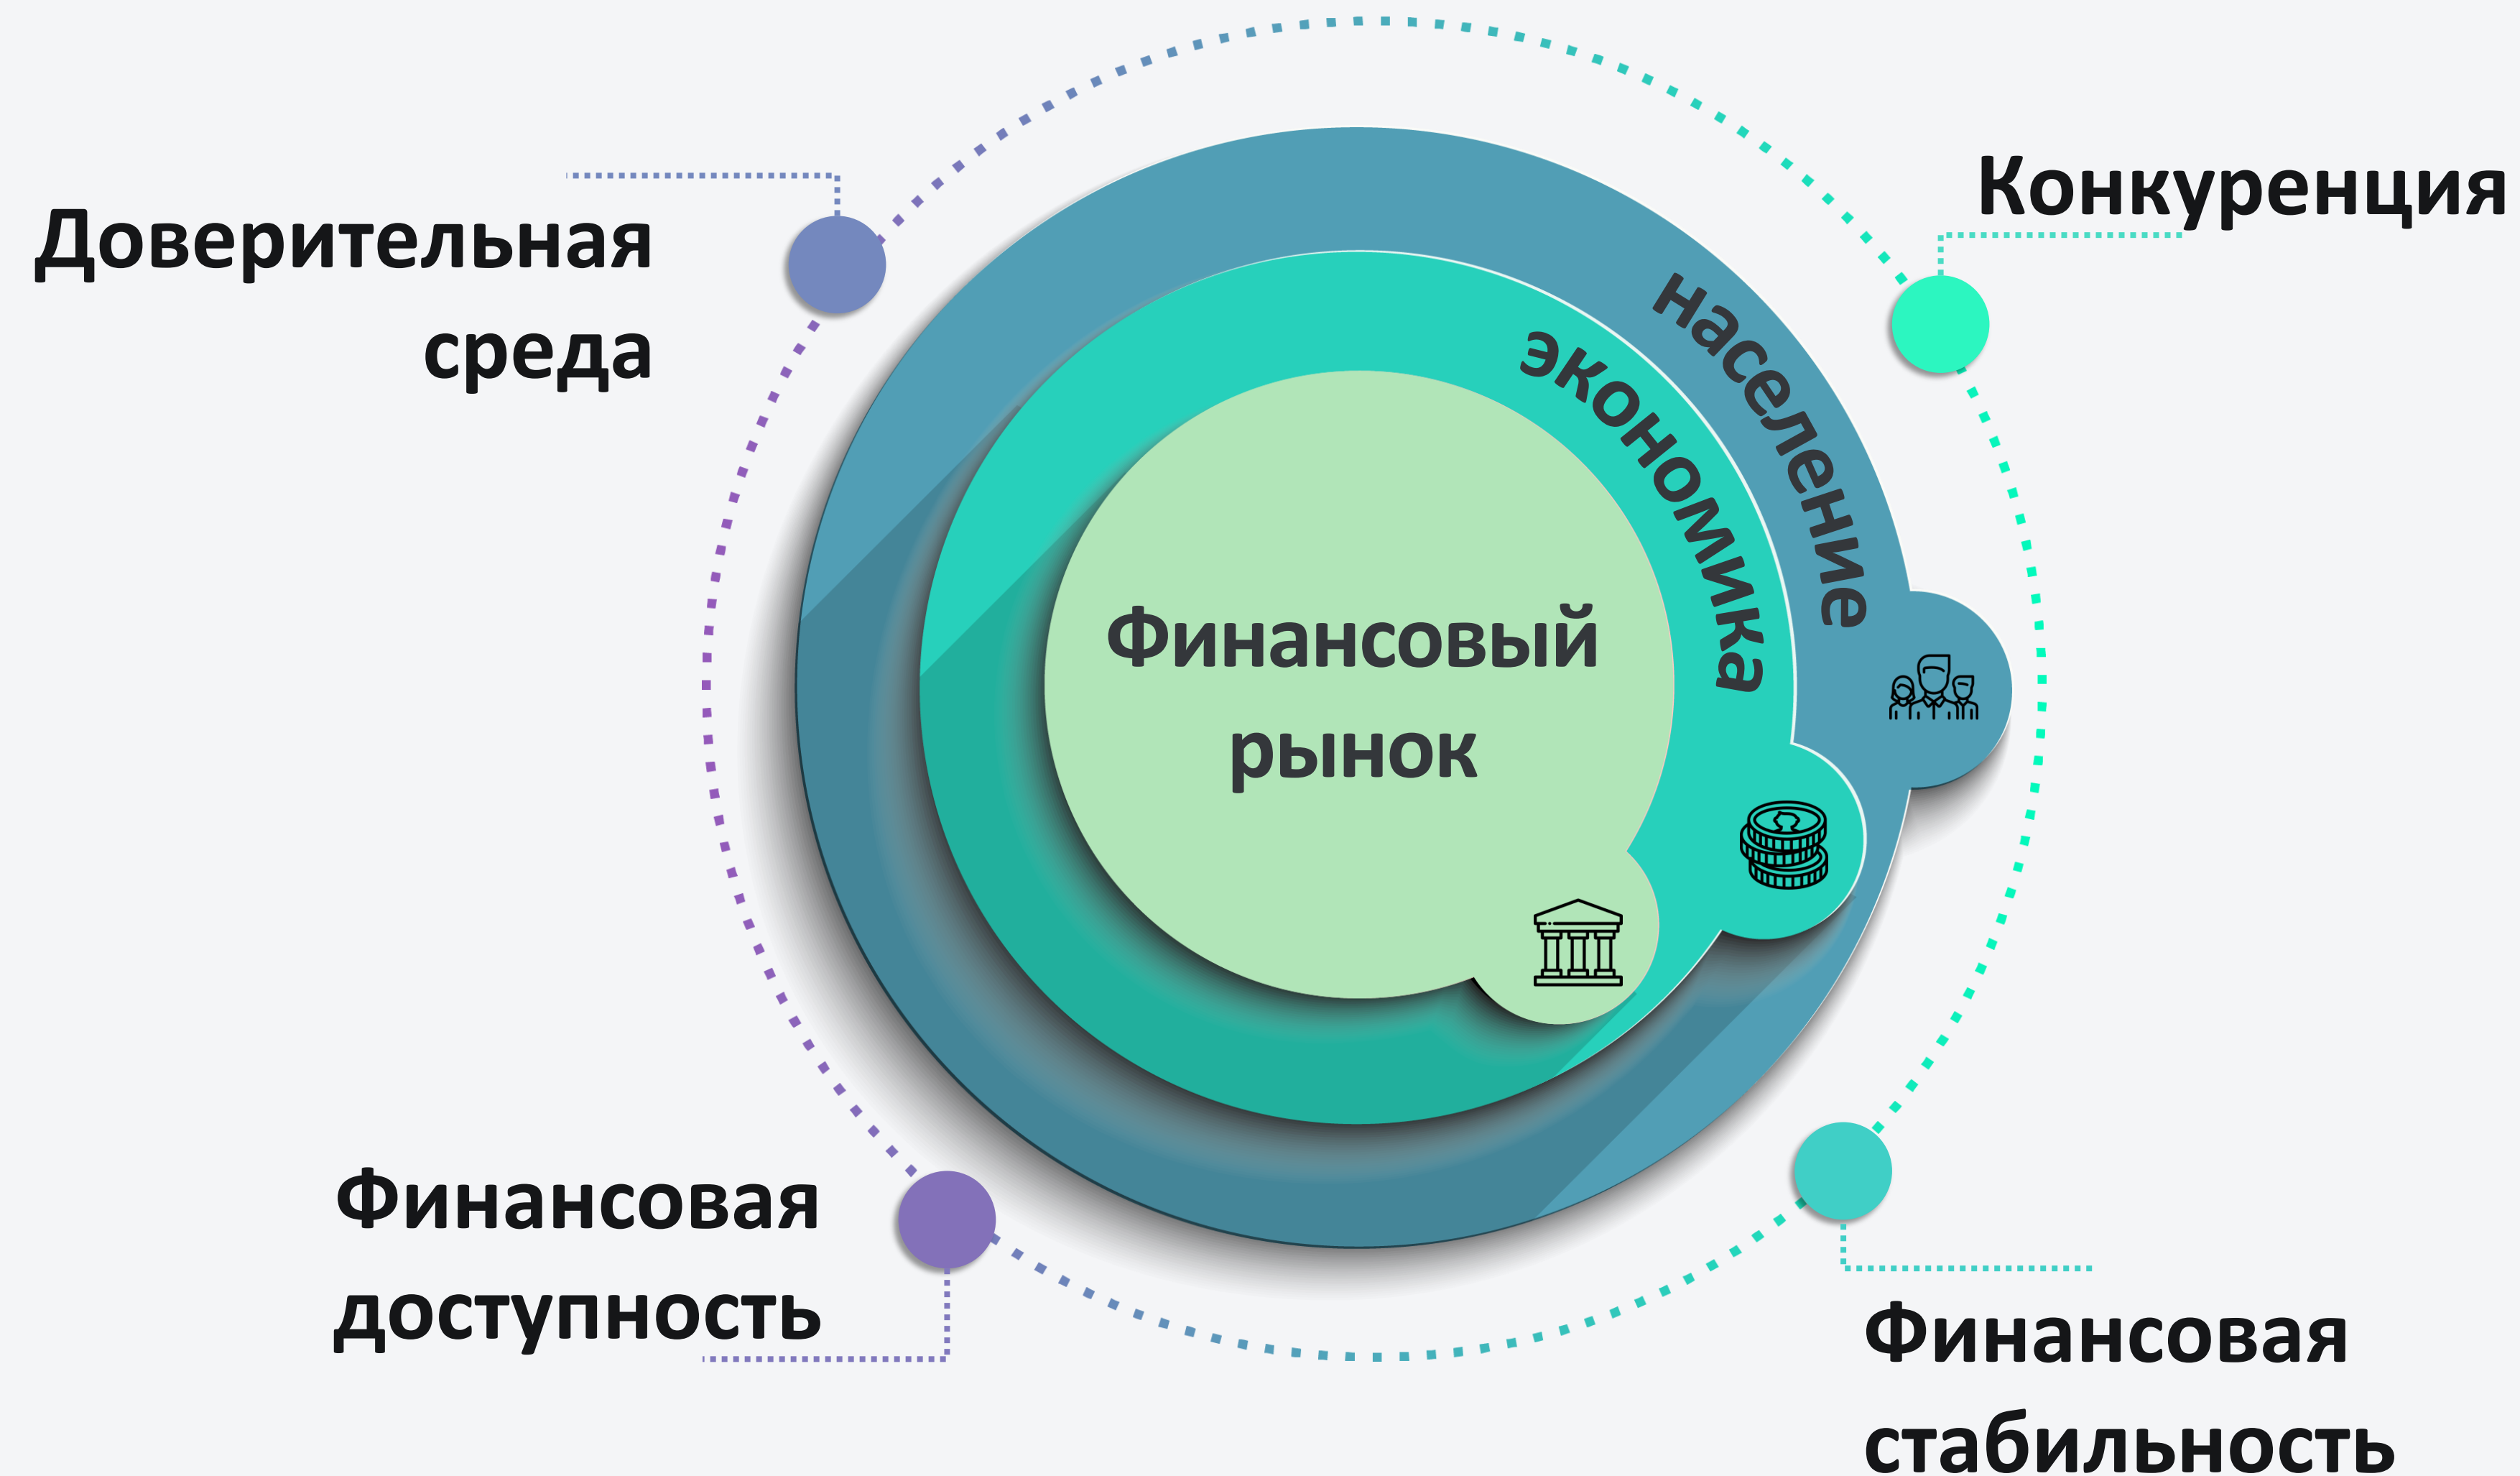 Доверительная
среда
Конкуренция
население
экономика
Финансовый
рынок
Финансовая
доступность
Финансовая
стабильность